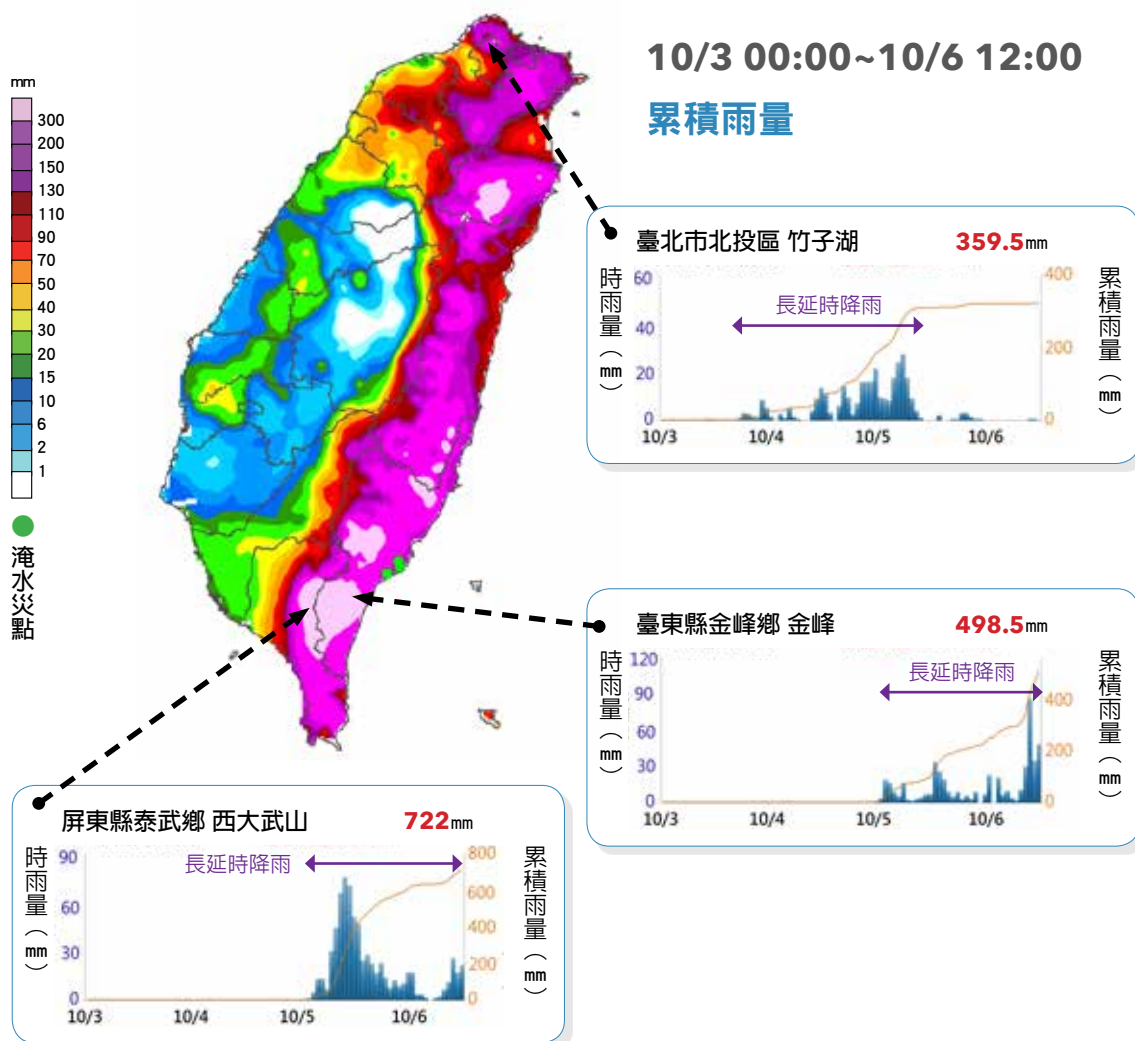 10/3 00:00~10/6 12:00
累積雨量
mm
300
200
150
130
110
90
70
50
40
30
20
15
10
6
2
1
淹水災點
臺北市北投區 竹子湖 359.5mm
時雨量(mm)
累積雨量(mm)
長延時降雨
60
40
20
0
400
200
0
10/3 10/4 10/5 10/6
臺東縣金峰鄉 金峰 498.5mm
時雨量(mm)
累積雨量(mm)
長延時降雨
120
90
60
30
0
400
200
0
10/3 10/4 10/5 10/6
屏東縣泰武鄉 西大武山 722mm
時雨量(mm)
累積雨量(mm)
長延時降雨
90
60
30
0
800
600
400
200
0
10/3 10/4 10/5 10/6